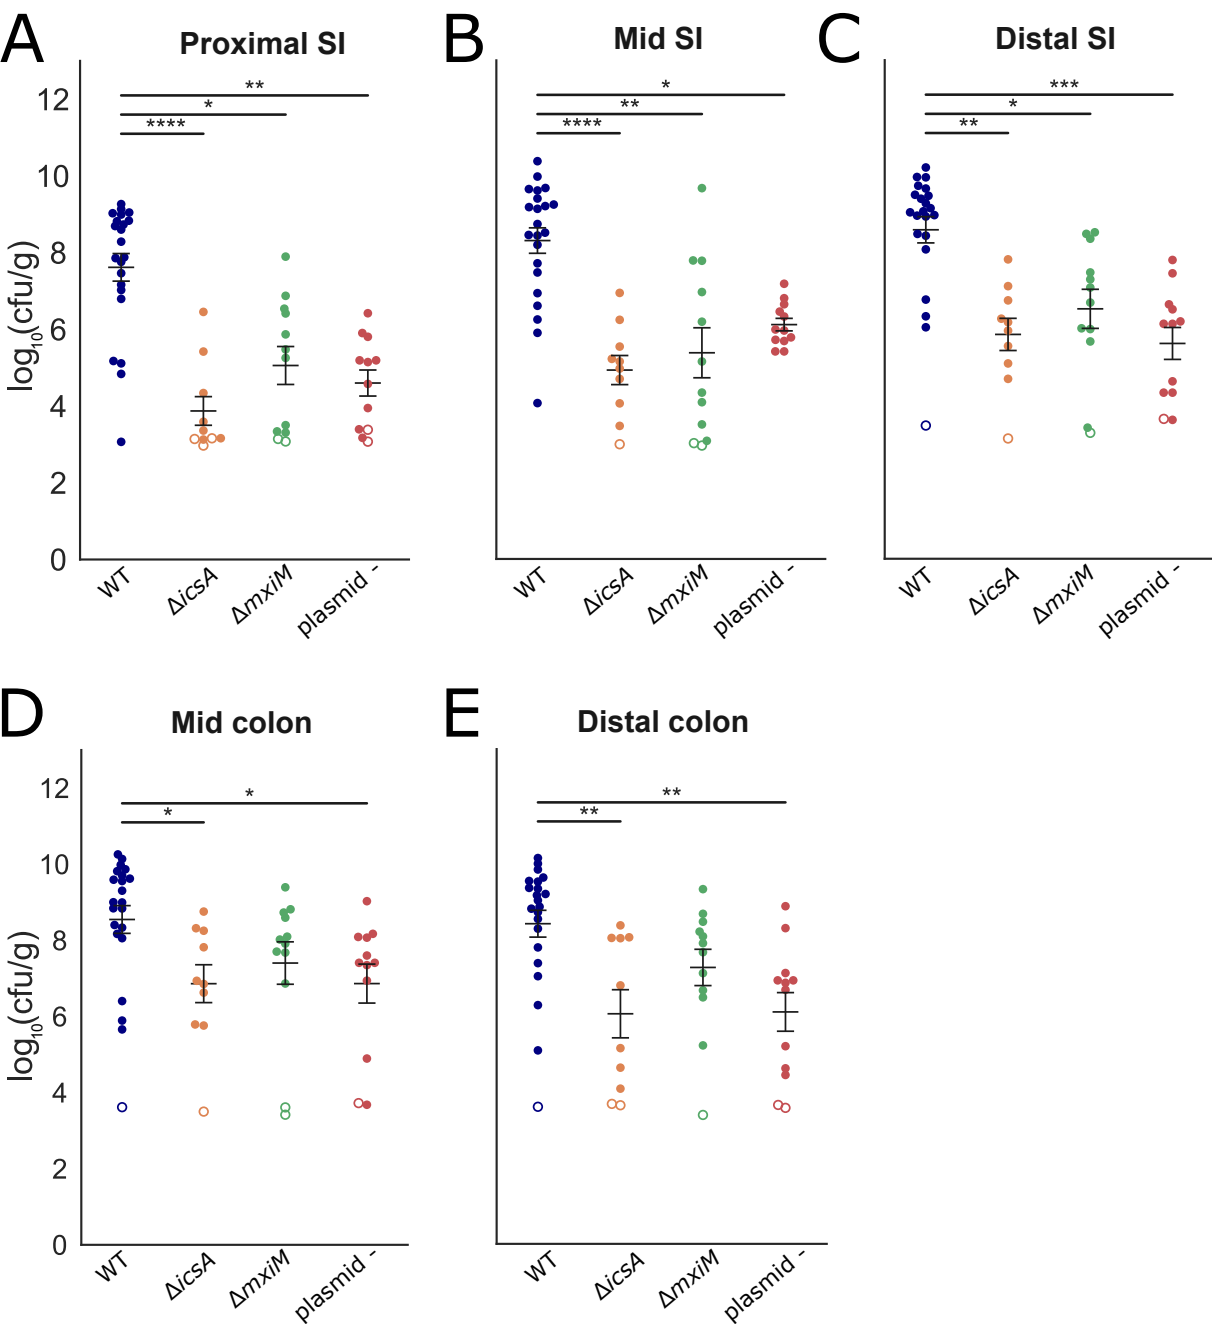 A
Proximal SI
B
Mid SI
C
Distal SI
**
*
****
*
**
****
***
*
**
12
10
8
6
4
2
0
log10(cfu/g)
WT
ΔicsA
ΔmxiM
plasmid -
WT
ΔicsA
ΔmxiM
plasmid -
WT
ΔicsA
ΔmxiM
plasmid -
D
Mid colon
E
Distal colon
*
*
**
**
12
10
8
6
4
2
0
log10(cfu/g)
WT
ΔicsA
ΔmxiM
plasmid -
WT
ΔicsA
ΔmxiM
plasmid -